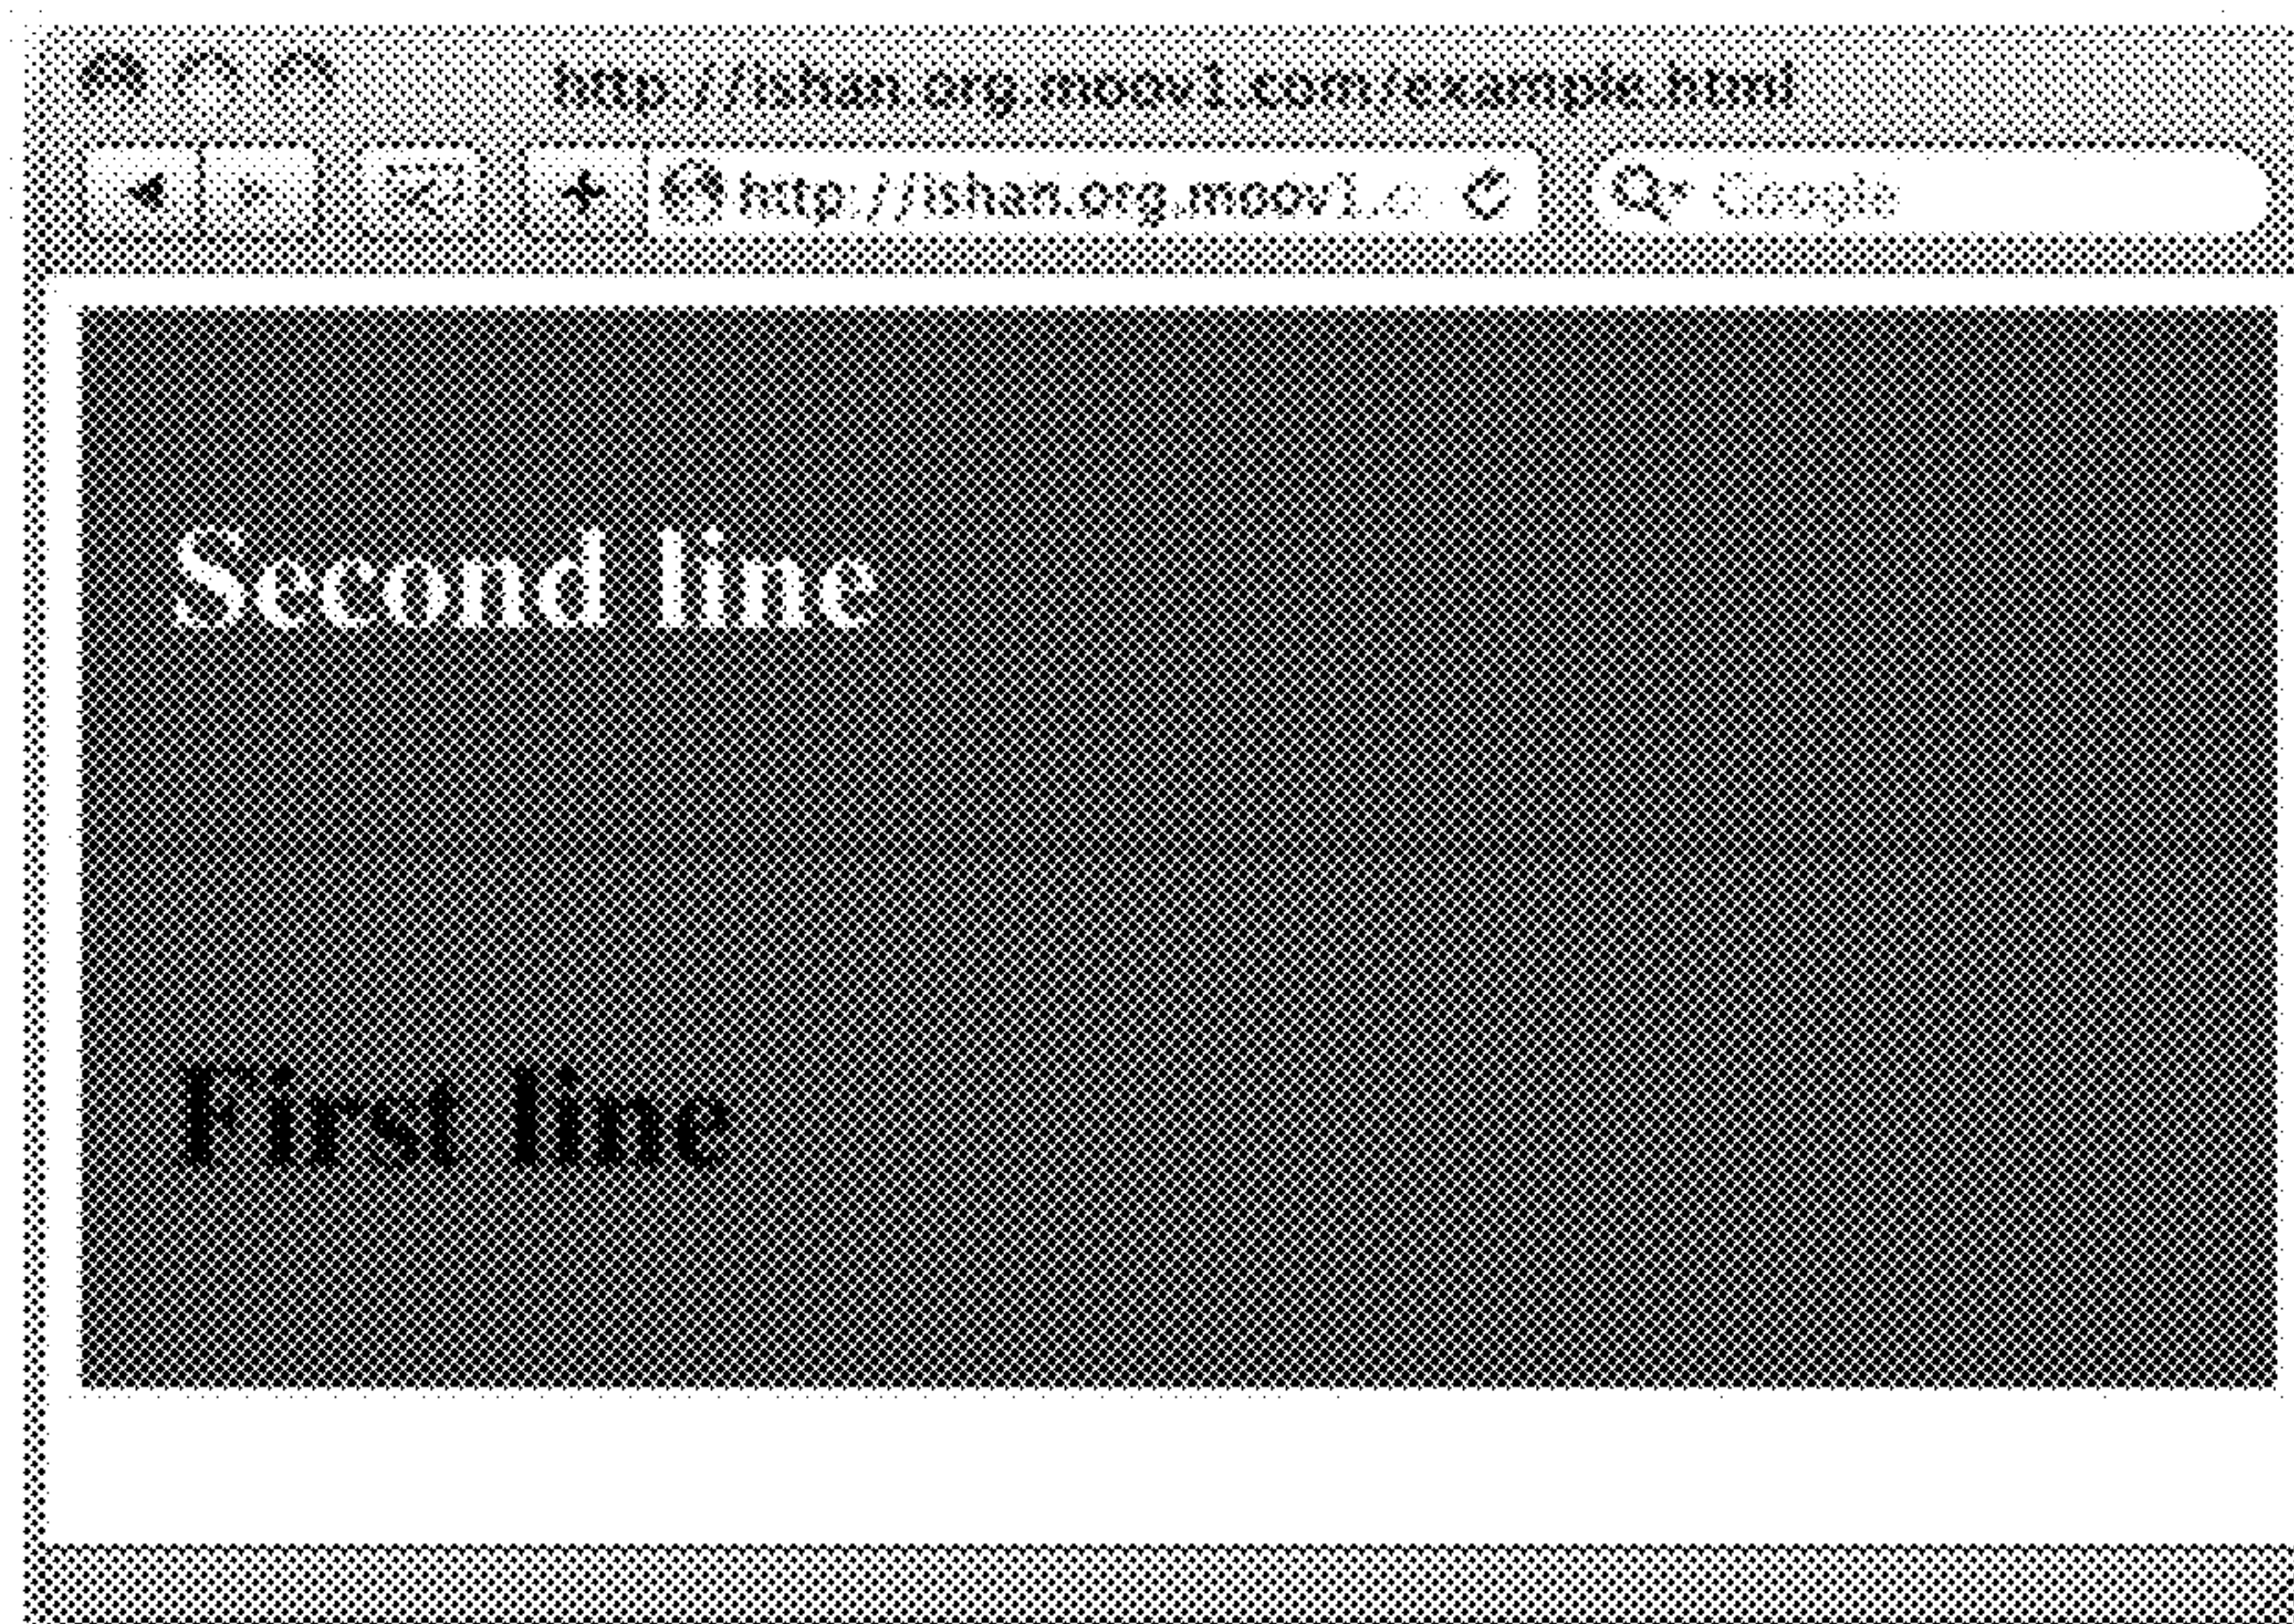 http://ishan.org.moov1.com/example.html
http://ishan.org.moov1.c
Google
Second line
First line